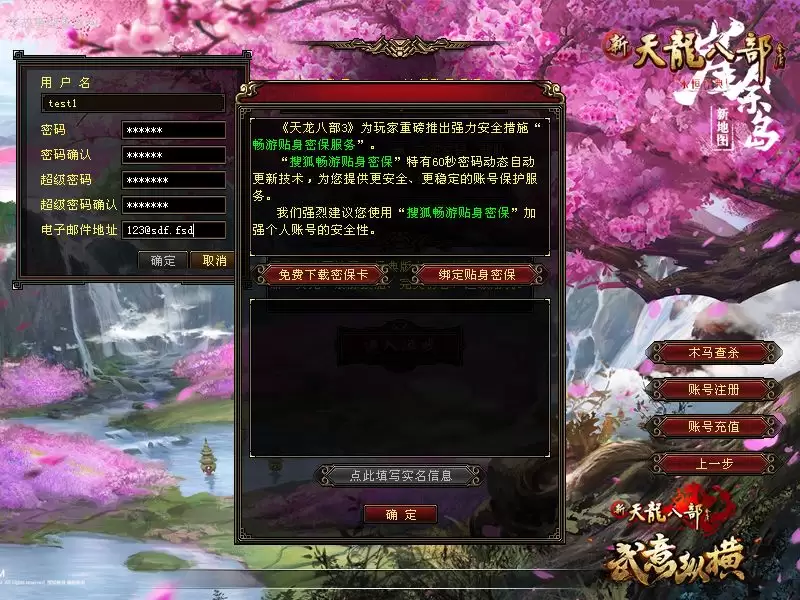 用 户 名
test1
密码
******
密码确认
******
超级密码
*******
超级密码确认
*******
电子邮件地址
123@sdf.fsd
确定
取消
《天龙八部3》为玩家重磅推出强力安全措施“
畅游贴身密保服务”。
“搜狐畅游贴身密保”特有60秒密码动态自动
更新技术，为您提供更安全、更稳定的账号保护服
务。
我们强烈建议您使用“搜狐畅游贴身密保”加
强个人账号的安全性。
免费下载密保卡
绑定贴身密保
点此填写实名信息
确 定
新天龍八部
新地图
木马查杀
账号注册
账号充值
上一步
新天龍八部
武意纵横